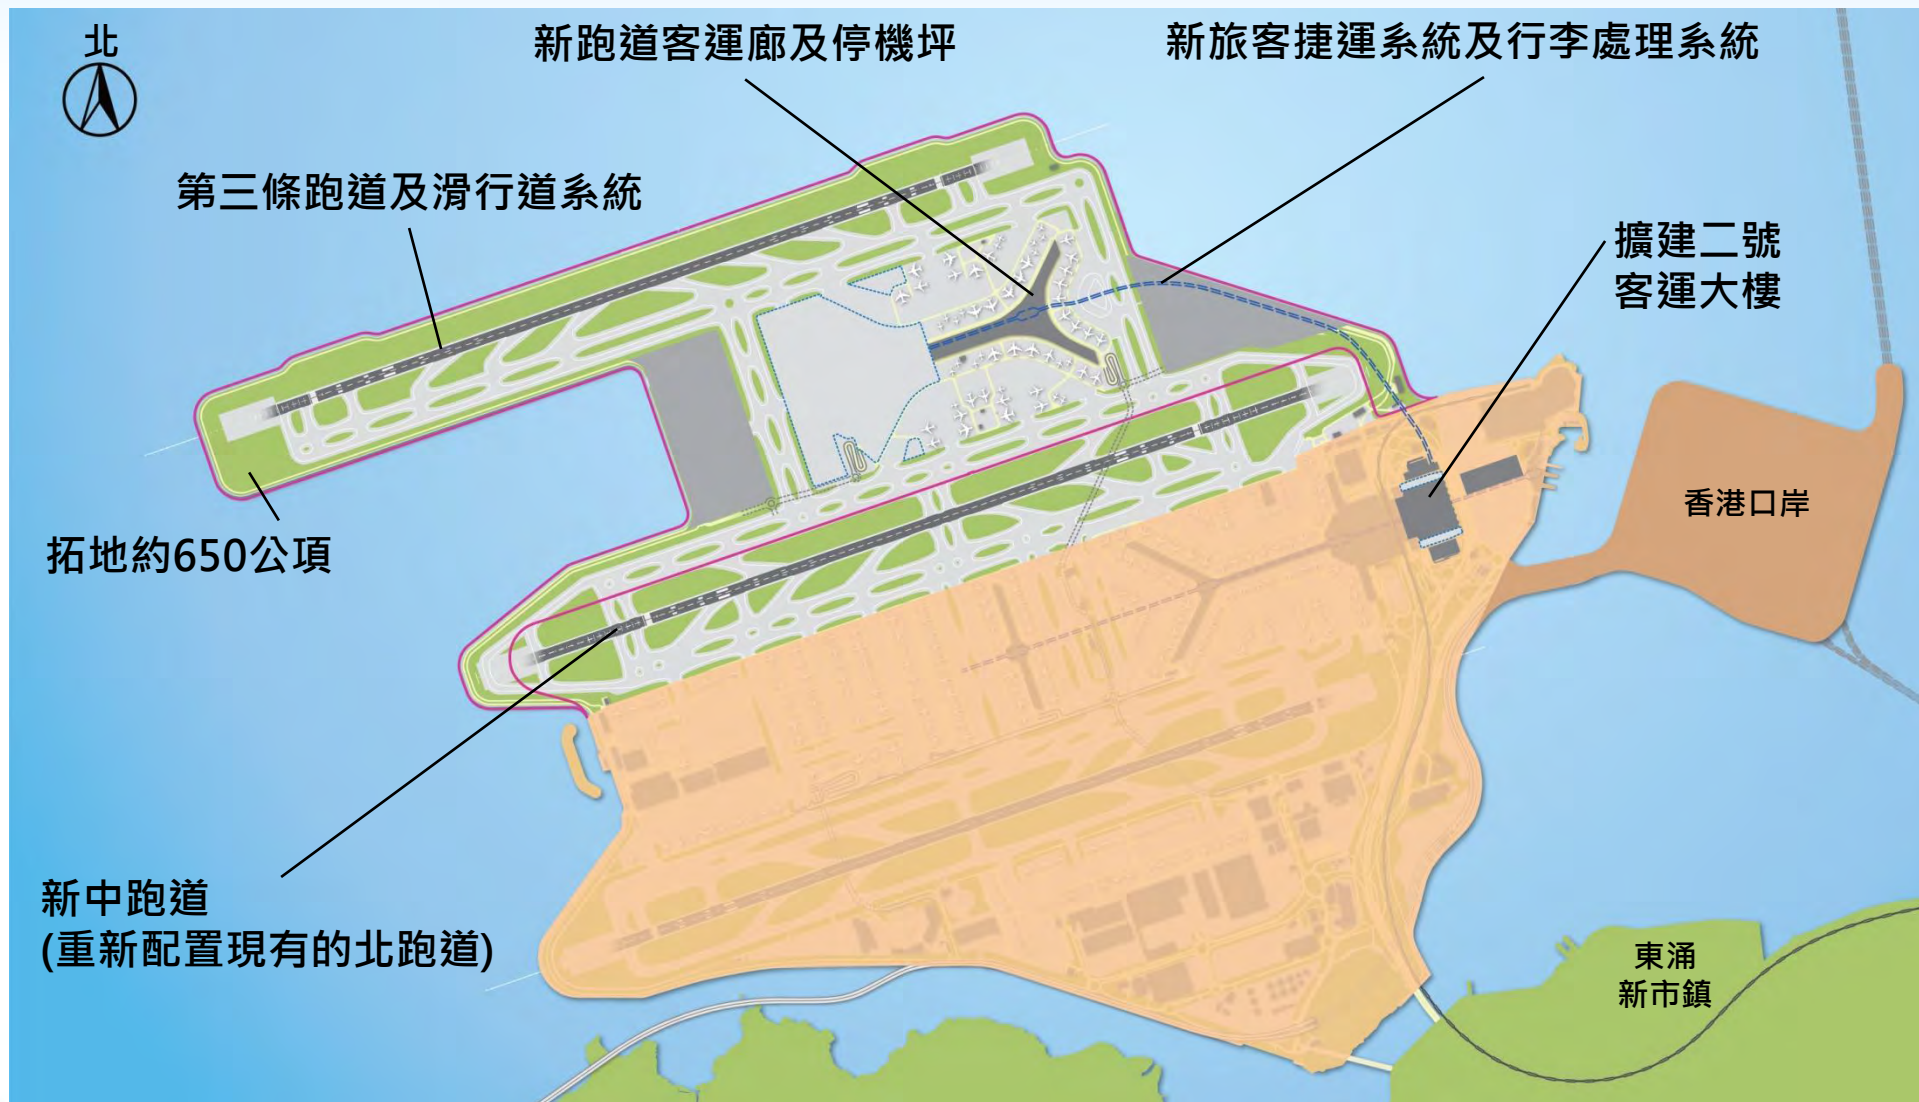 北
新跑道客運廊及停機坪
新旅客捷運系統及行李處理系統
第三條跑道及滑行道系統
擴建二號
客運大樓
香港口岸
拓地約650公項
新中跑道
(重新配置現有的北跑道)
東涌
新市鎮